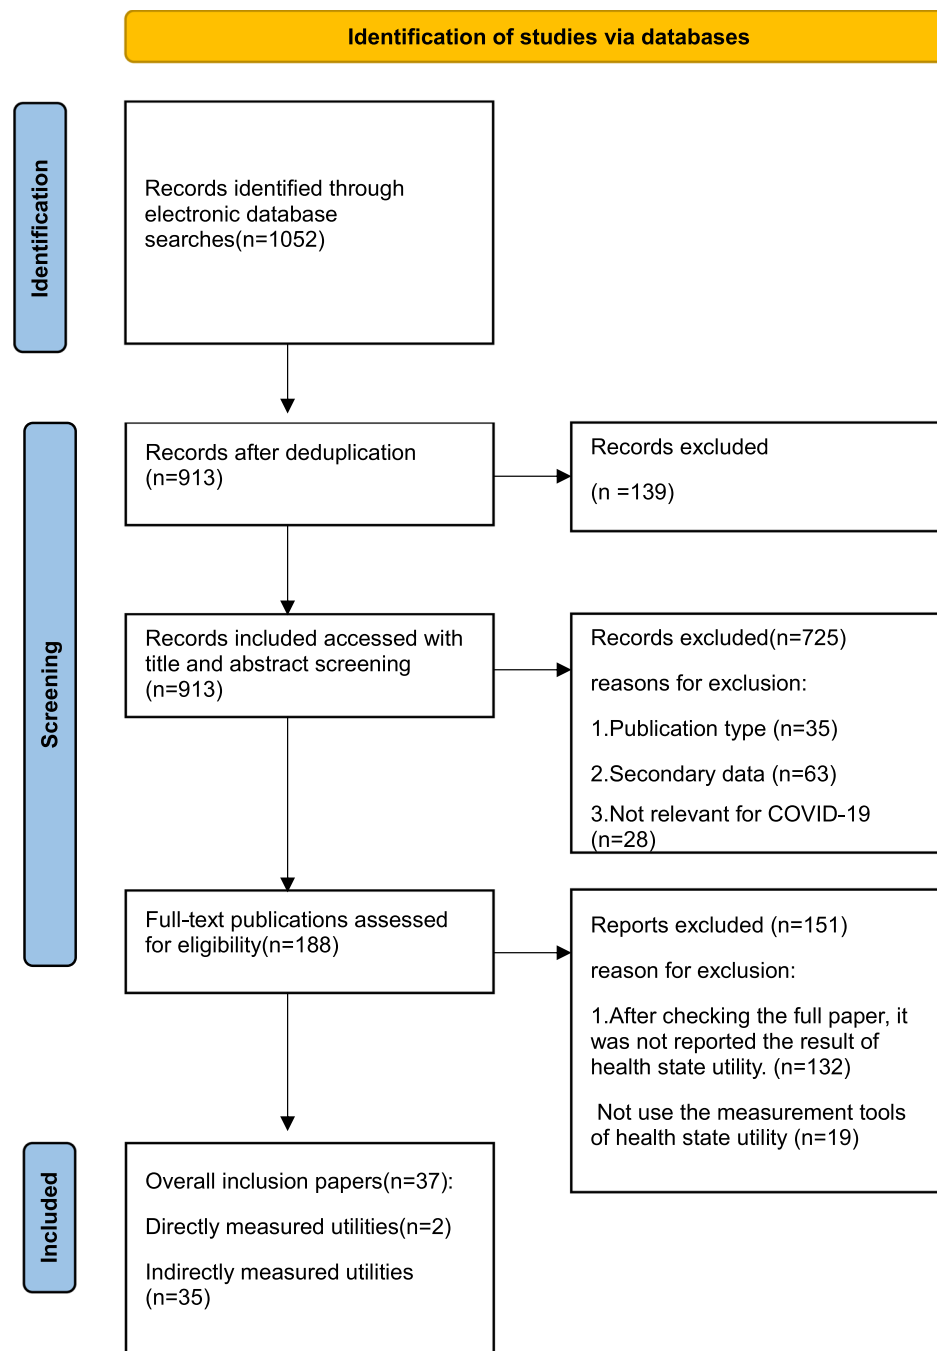 Identification of studies via databases
Identification
Records identified through
electronic database
searches(n=1052)
Screening
Records after deduplication
(n=913)
Records excluded
(n =139)
Records included accessed with
title and abstract screening
(n=913)
Records excluded(n=725)
reasons for exclusion:
1.Publication type (n=35)
2.Secondary data (n=63)
3.Not relevant for COVID-19
(n=28)
Full-text publications assessed
for eligibility(n=188)
Reports excluded (n=151)
reason for exclusion:
1.After checking the full paper, it
was not reported the result of
health state utility. (n=132)
Not use the measurement tools
of health state utility (n=19)
Included
Overall inclusion papers(n=37):
Directly measured utilities(n=2)
Indirectly measured utilities
(n=35)